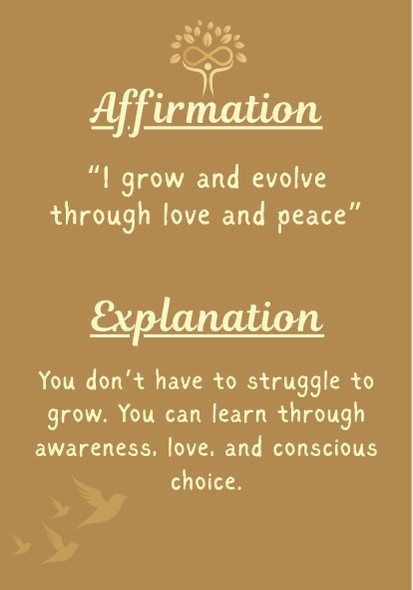 Affirmation
“I grow and evolve
through love and peace”
Explanation
You don’t have to struggle to
grow. You can learn through
awareness, love, and conscious
choice.